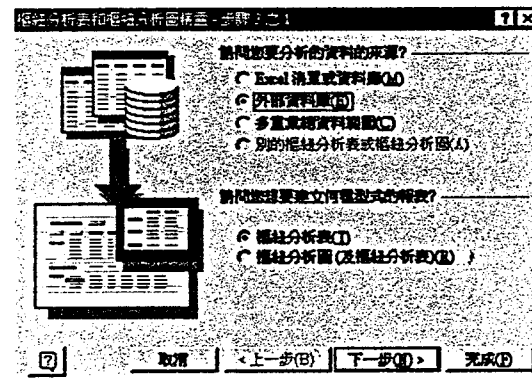 樞紐分析表和樞紐分析圖精靈 - 步驟 3 之 1
請問您要分析的資料的來源?
Excel 清單或資料庫(M)
外部資料庫(E)
多重彙總資料範圍(C)
別的樞紐分析表或樞紐分析圖(A)
請問您想要建立何種型式的報表?
樞紐分析表(T)
樞紐分析圖 (及樞紐分析表)(R)
取消
< 上一步(B)
下一步(N) >
完成(F)